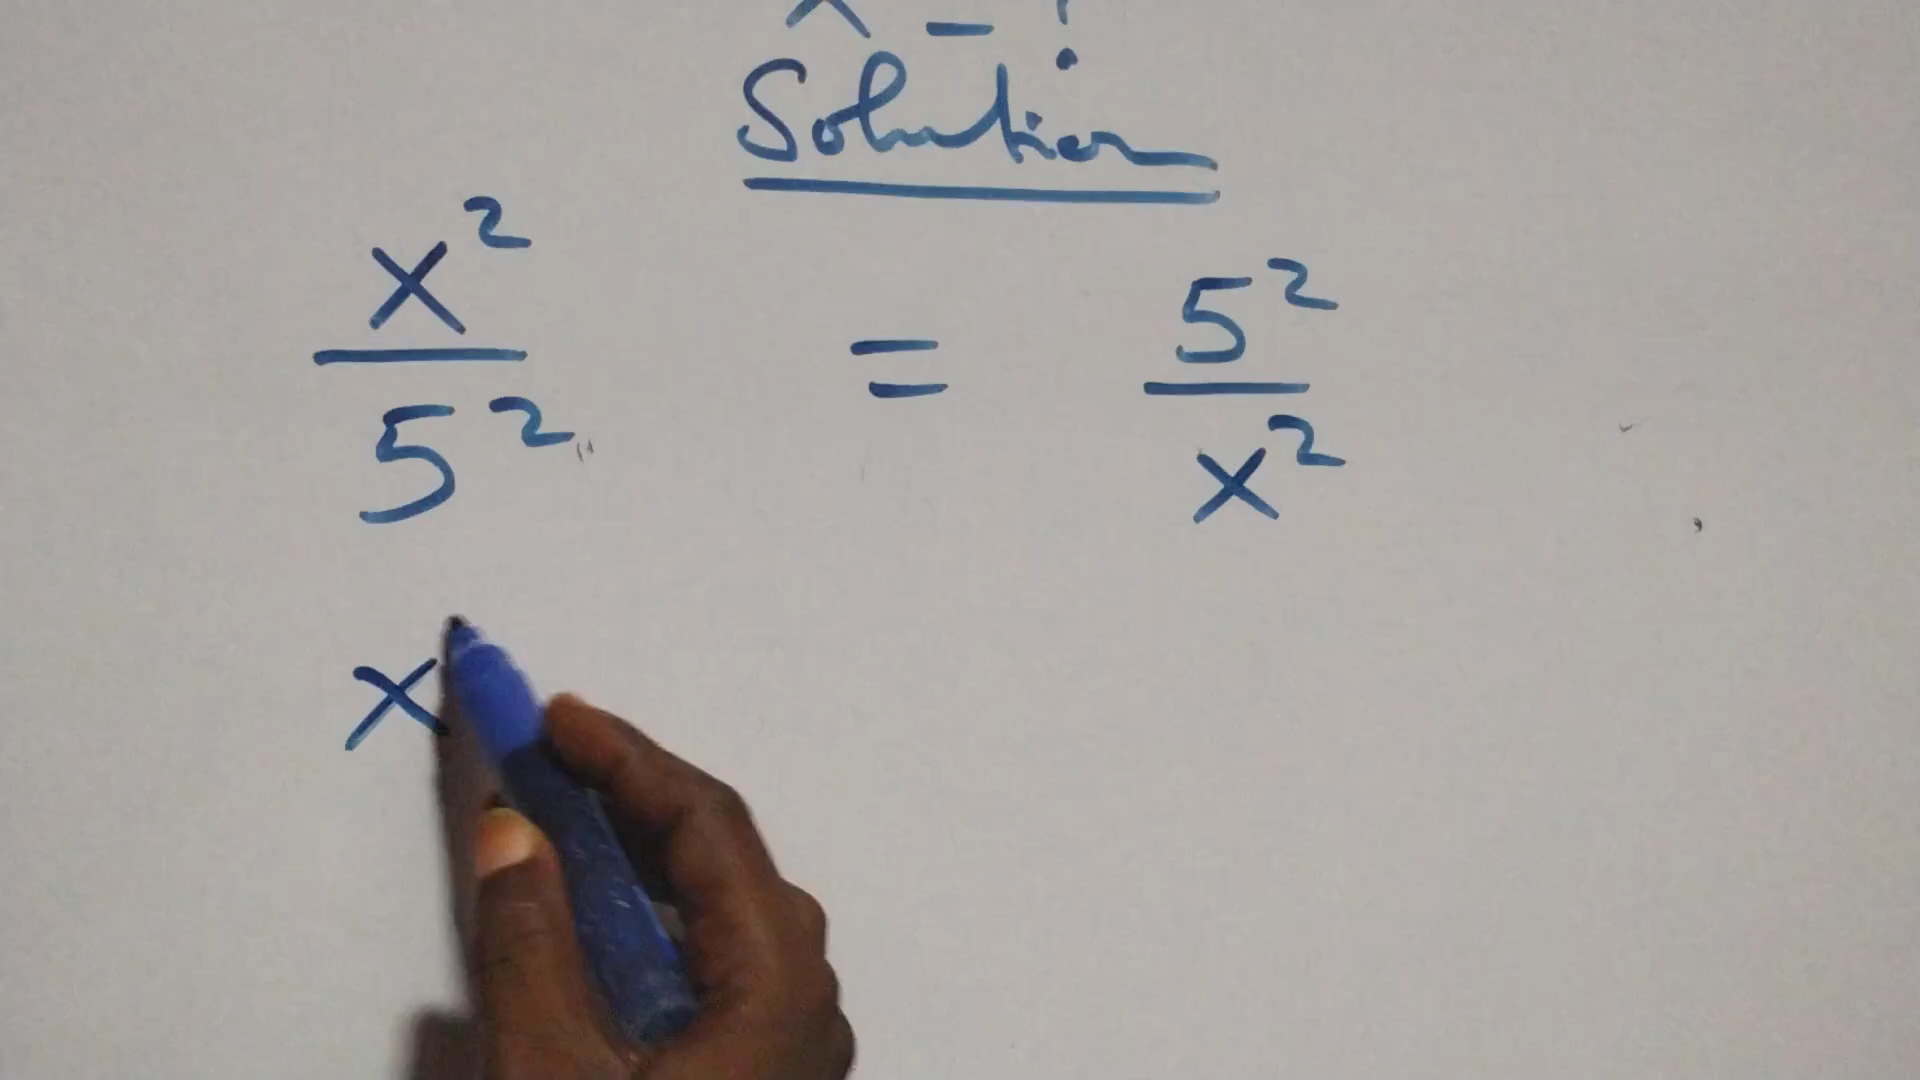 x = ?
Solution
x² / 5² = 5² / x²
x